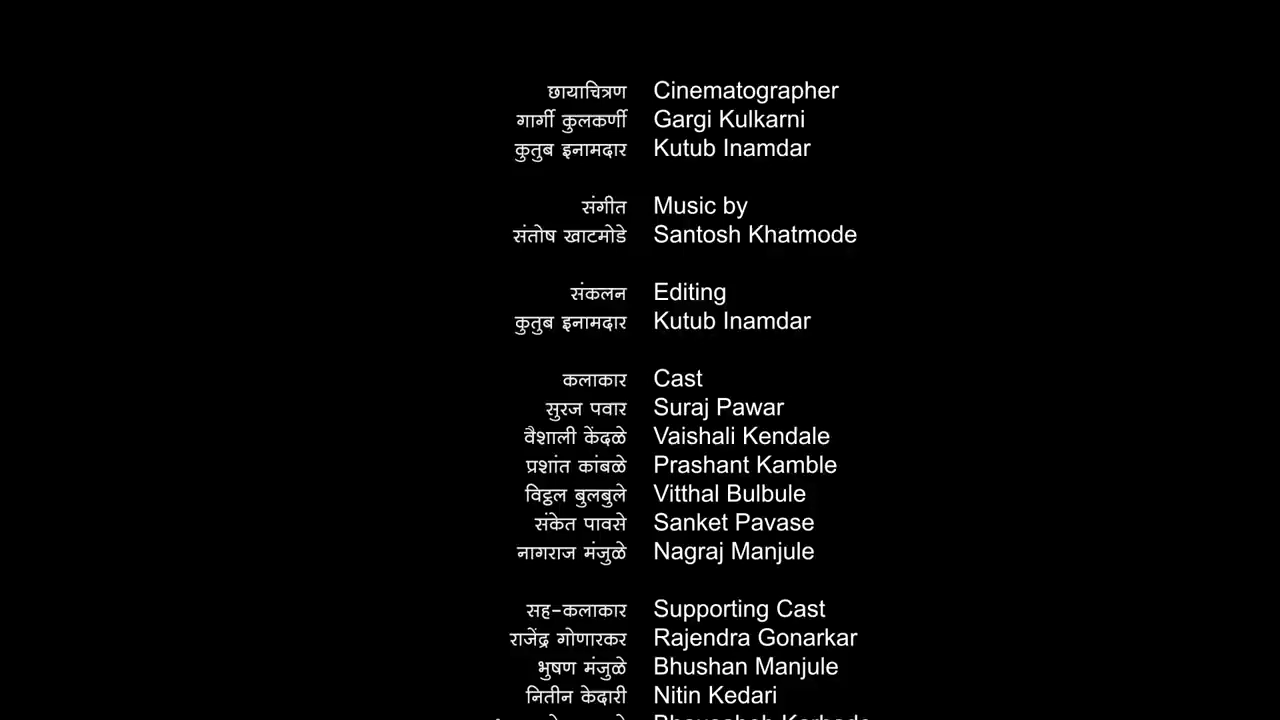 छायाचित्रण Cinematographer
गार्गी कुलकर्णी Gargi Kulkarni
कुतुब इनामदार Kutub Inamdar
संगीत Music by
संतोष खाटमोडे Santosh Khatmode
संकलन Editing
कुतुब इनामदार Kutub Inamdar
कलाकार Cast
सुरज पवार Suraj Pawar
वैशाली केंदळे Vaishali Kendale
प्रशांत कांबळे Prashant Kamble
विठ्ठल बुलबुले Vitthal Bulbule
संकेत पावसे Sanket Pavase
नागराज मंजुळे Nagraj Manjule
सह-कलाकार Supporting Cast
राजेंद्र गोणारकर Rajendra Gonarkar
भुषण मंजुळे Bhushan Manjule
नितीन केदारी Nitin Kedari